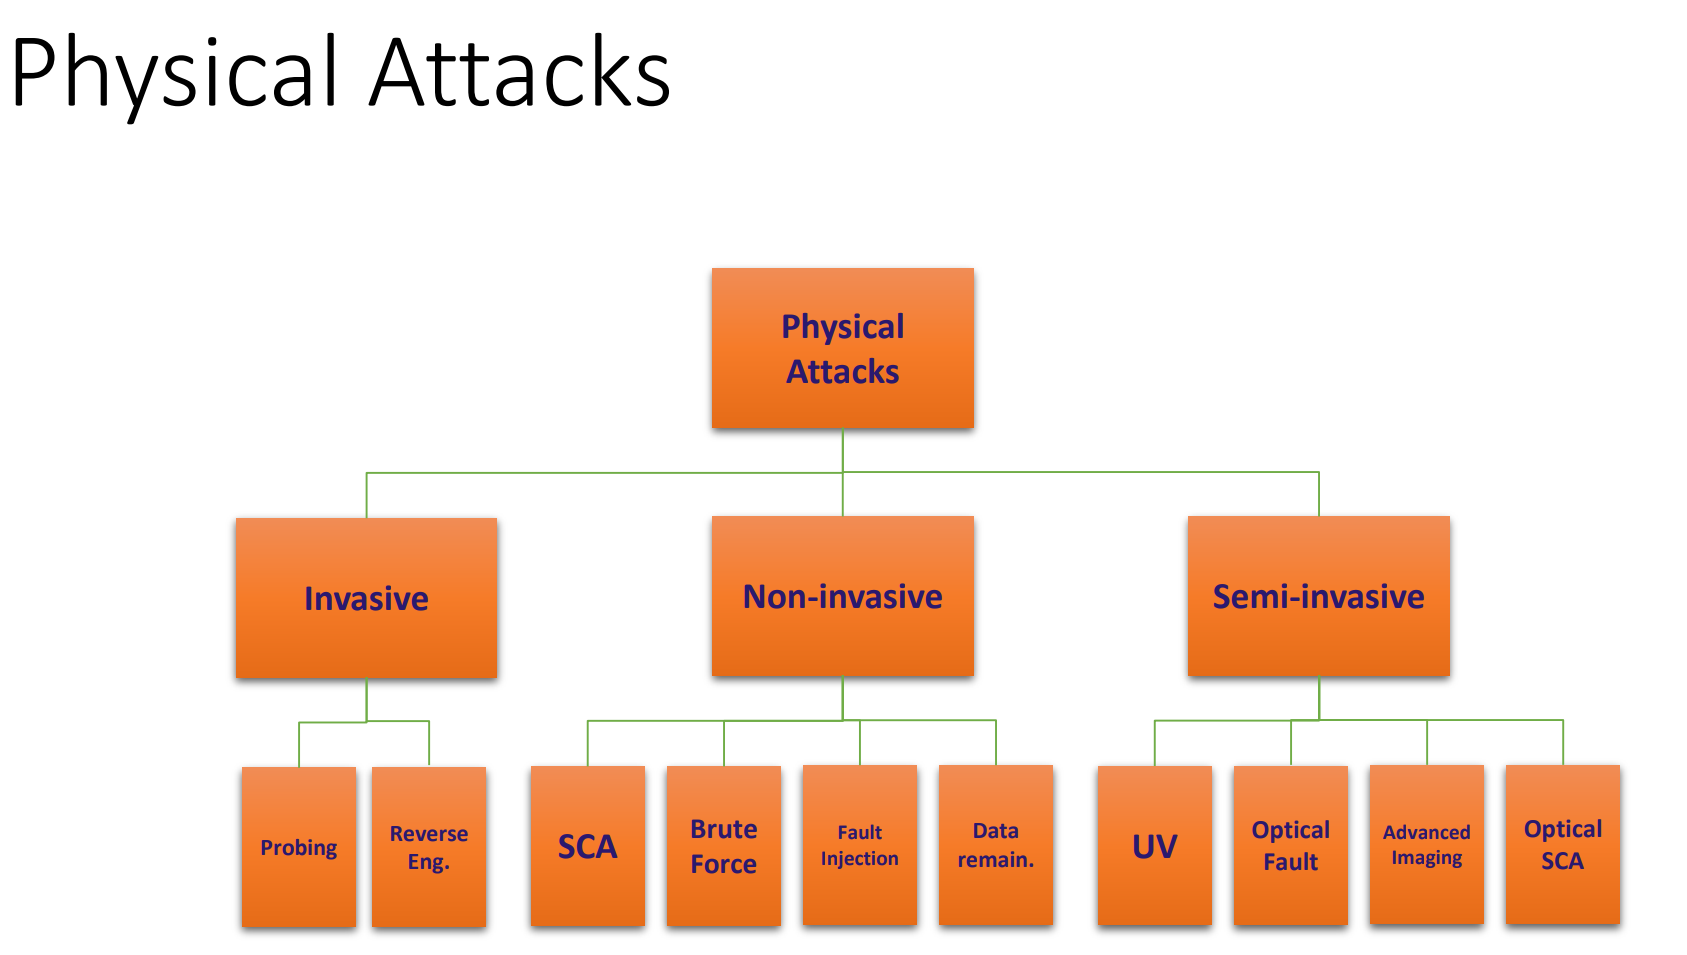 Physical Attacks
Physical
Attacks
Invasive
Non-invasive
Semi-invasive
Probing
Reverse
Eng.
SCA
Brute
Force
Fault
Injection
Data
remain.
UV
Optical
Fault
Advanced
Imaging
Optical
SCA